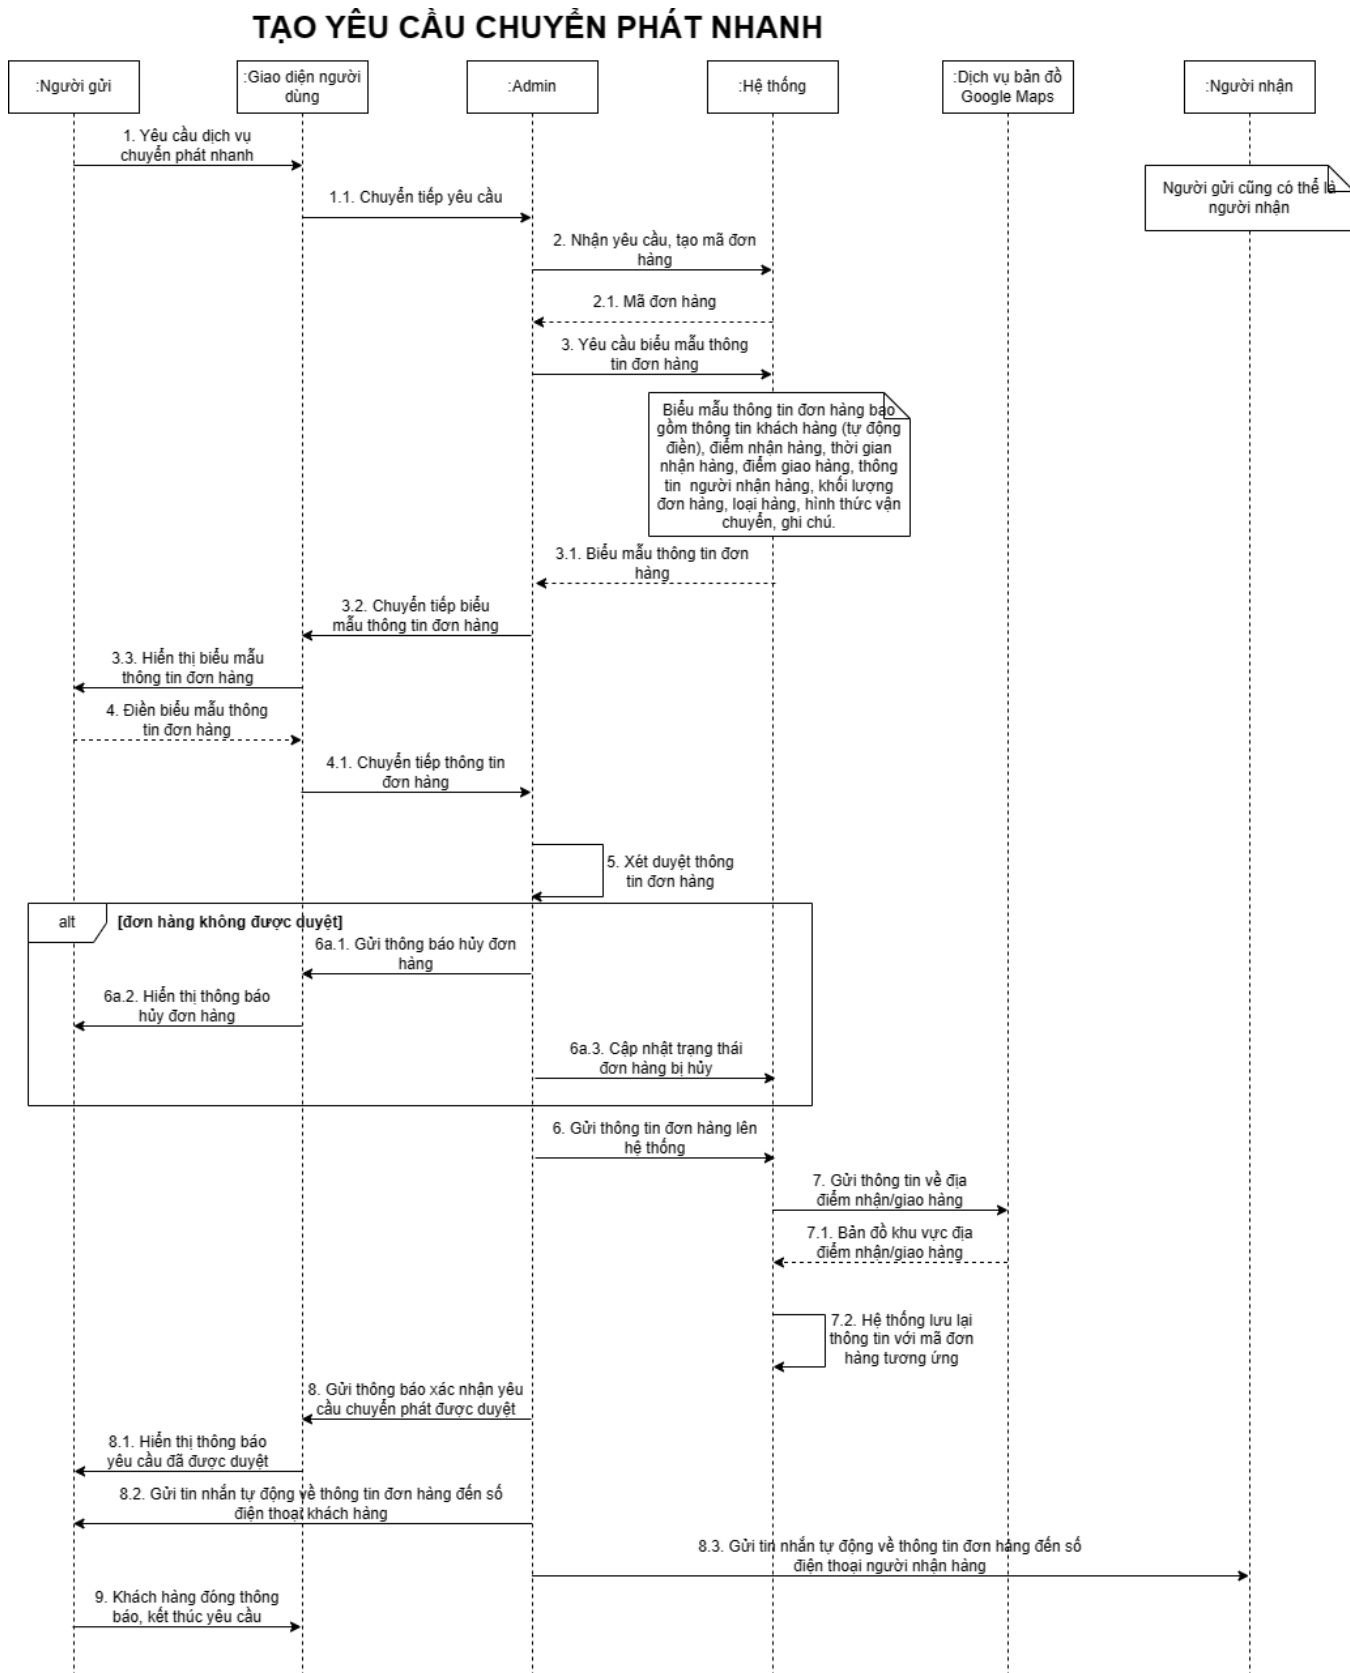 TẠO YÊU CẦU CHUYỂN PHÁT NHANH
:Người gửi
:Giao diện người
dùng
:Admin
:Hệ thống
:Dịch vụ bản đồ
Google Maps
:Người nhận
1. Yêu cầu dịch vụ
chuyển phát nhanh
Người gửi cũng có thể là
người nhận
1.1. Chuyển tiếp yêu cầu
2. Nhận yêu cầu, tạo mã đơn
hàng
2.1. Mã đơn hàng
3. Yêu cầu biểu mẫu thông
tin đơn hàng
Biểu mẫu thông tin đơn hàng bao
gồm thông tin khách hàng (tự động
điền), điểm nhận hàng, thời gian
nhận hàng, điểm giao hàng, thông
tin người nhận hàng, khối lượng
đơn hàng, loại hàng, hình thức vận
chuyển, ghi chú.
3.1. Biểu mẫu thông tin đơn
hàng
3.2. Chuyển tiếp biểu
mẫu thông tin đơn hàng
3.3. Hiển thị biểu mẫu
thông tin đơn hàng
4. Điền biểu mẫu thông
tin đơn hàng
4.1. Chuyển tiếp thông tin
đơn hàng
5. Xét duyệt thông
tin đơn hàng
alt
[đơn hàng không được duyệt]
6a.1. Gửi thông báo hủy đơn
hàng
6a.2. Hiển thị thông báo
hủy đơn hàng
6a.3. Cập nhật trạng thái
đơn hàng bị hủy
6. Gửi thông tin đơn hàng lên
hệ thống
7. Gửi thông tin về địa
điểm nhận/giao hàng
7.1. Bản đồ khu vực địa
điểm nhận/giao hàng
7.2. Hệ thống lưu lại
thông tin với mã đơn
hàng tương ứng
8. Gửi thông báo xác nhận yêu
cầu chuyển phát được duyệt
8.1. Hiển thị thông báo
yêu cầu đã được duyệt
8.2. Gửi tin nhắn tự động về thông tin đơn hàng đến số
điện thoại khách hàng
8.3. Gửi tin nhắn tự động về thông tin đơn hàng đến số
điện thoại người nhận hàng
9. Khách hàng đóng thông
báo, kết thúc yêu cầu